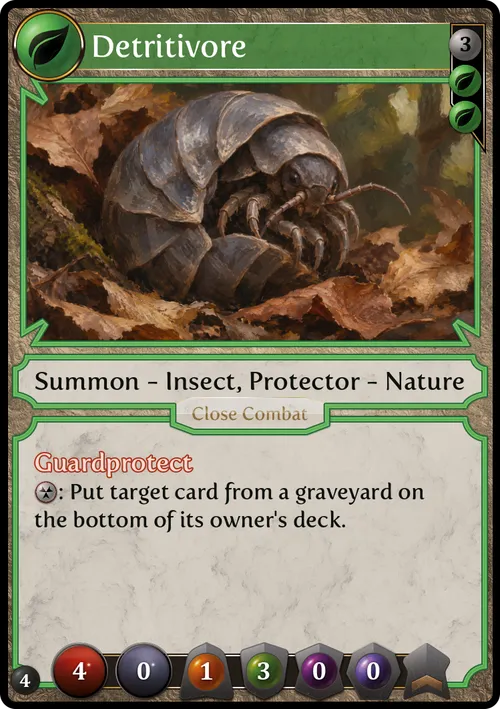 Detritivore
3
Summon – Insect, Protector – Nature
Close Combat
Guardprotect
: Put target card from a graveyard on
the bottom of its owner's deck.
4 4* 0* 1 3 0 0